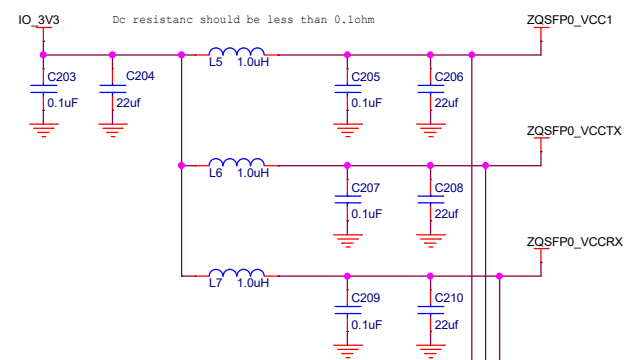 IO_3V3
Dc resistanc should be less than 0.1ohm
ZQSFP0_VCC1
L5 1.0uH
C203
0.1uF
C204
22uf
C205
0.1uF
C206
22uf
ZQSFP0_VCCTX
L6 1.0uH
C207
0.1uF
C208
22uf
ZQSFP0_VCCRX
L7 1.0uH
C209
0.1uF
C210
22uf